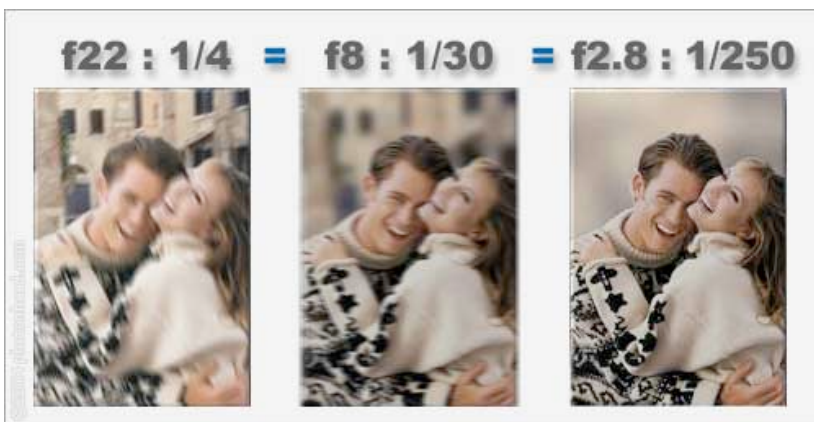 f22 : 1/4 = f8 : 1/30 = f2.8 : 1/250